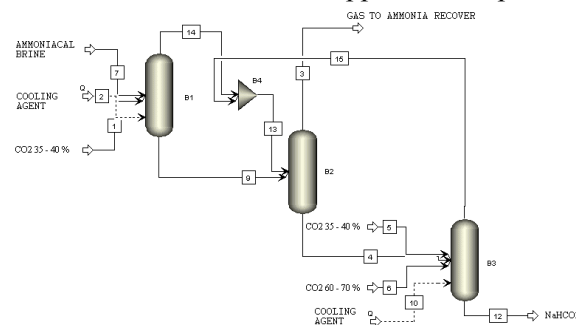 GAS TO AMMONIA RECOVER
14
15
AMMONIACAL
BRINE
7
3
B4
B1
Q
2
COOLING
AGENT
13
1
CO2 35 - 40 %
9
B2
CO2 35 - 40 %
5
4
B3
CO2 60 - 70 %
6
10
Q
COOLING
AGENT
12
NaHCO